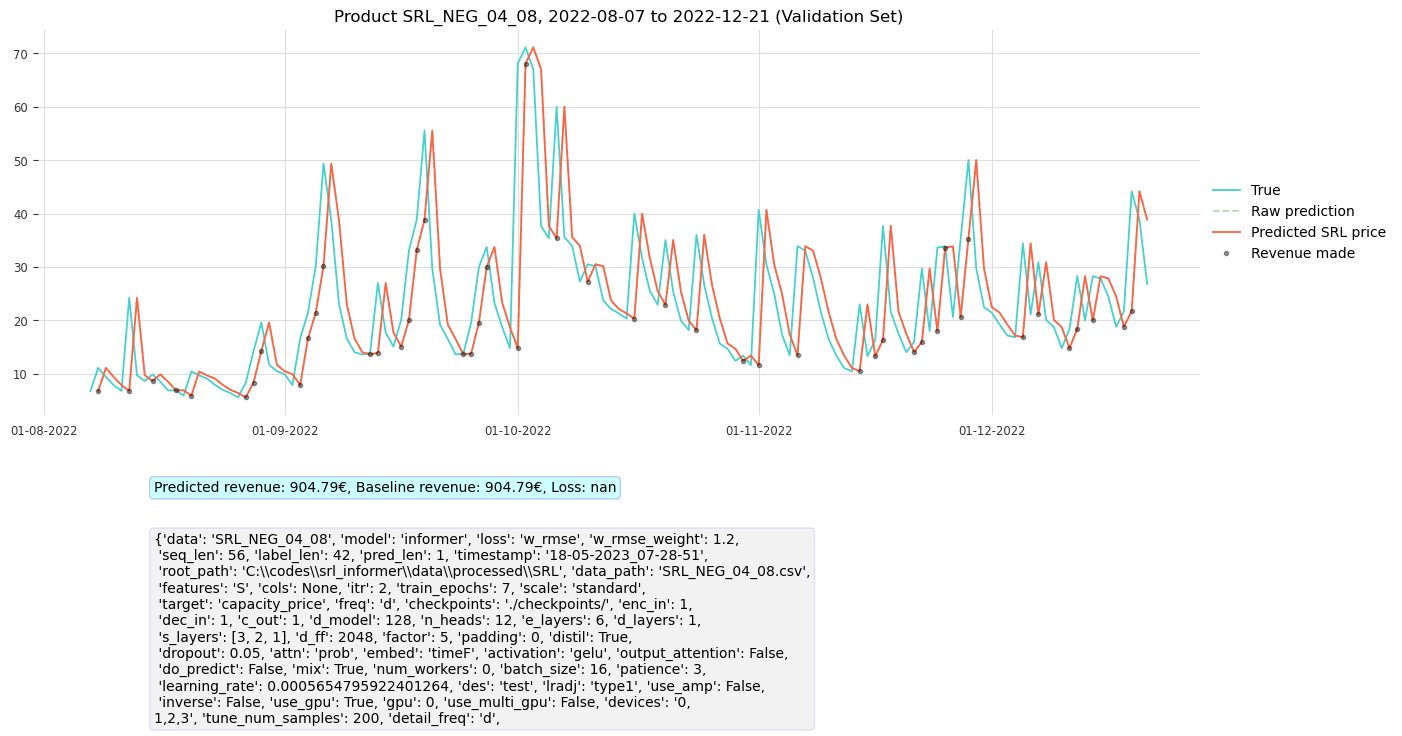 Product SRL_NEG_04_08, 2022-08-07 to 2022-12-21 (Validation Set)
70
60
50
40
30
20
10
01-08-2022 01-09-2022 01-10-2022 01-11-2022 01-12-2022
True
Raw prediction
Predicted SRL price
Revenue made
Predicted revenue: 904.79€, Baseline revenue: 904.79€, Loss: nan
{'data': 'SRL_NEG_04_08', 'model': 'informer', 'loss': 'w_rmse', 'w_rmse_weight': 1.2,
'seq_len': 56, 'label_len': 42, 'pred_len': 1, 'timestamp': '18-05-2023_07-28-51',
'root_path': 'C:\\codes\\srl_informer\\data\\processed\\SRL', 'data_path': 'SRL_NEG_04_08.csv',
'features': 'S', 'cols': None, 'itr': 2, 'train_epochs': 7, 'scale': 'standard',
'target': 'capacity_price', 'freq': 'd', 'checkpoints': './checkpoints/', 'enc_in': 1,
'dec_in': 1, 'c_out': 1, 'd_model': 128, 'n_heads': 12, 'e_layers': 6, 'd_layers': 1,
's_layers': [3, 2, 1], 'd_ff': 2048, 'factor': 5, 'padding': 0, 'distil': True,
'dropout': 0.05, 'attn': 'prob', 'embed': 'timeF', 'activation': 'gelu', 'output_attention': False,
'do_predict': False, 'mix': True, 'num_workers': 0, 'batch_size': 16, 'patience': 3,
'learning_rate': 0.0005654795922401264, 'des': 'test', 'lradj': 'type1', 'use_amp': False,
'inverse': False, 'use_gpu': True, 'gpu': 0, 'use_multi_gpu': False, 'devices': '0,
1,2,3', 'tune_num_samples': 200, 'detail_freq': 'd',